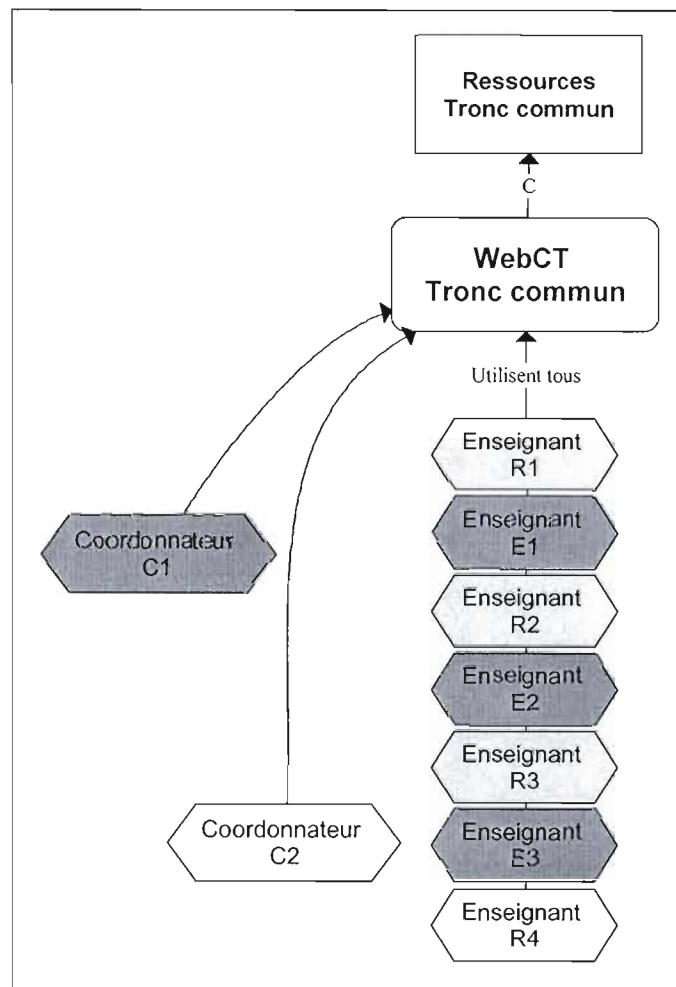 Ressources
Tronc commun
C
WebCT
Tronc commun
Utilisent tous
Enseignant
R1
Enseignant
E1
Coordonnateur
C1
Enseignant
R2
Enseignant
E2
Enseignant
R3
Coordonnateur
C2
Enseignant
E3
Enseignant
R4